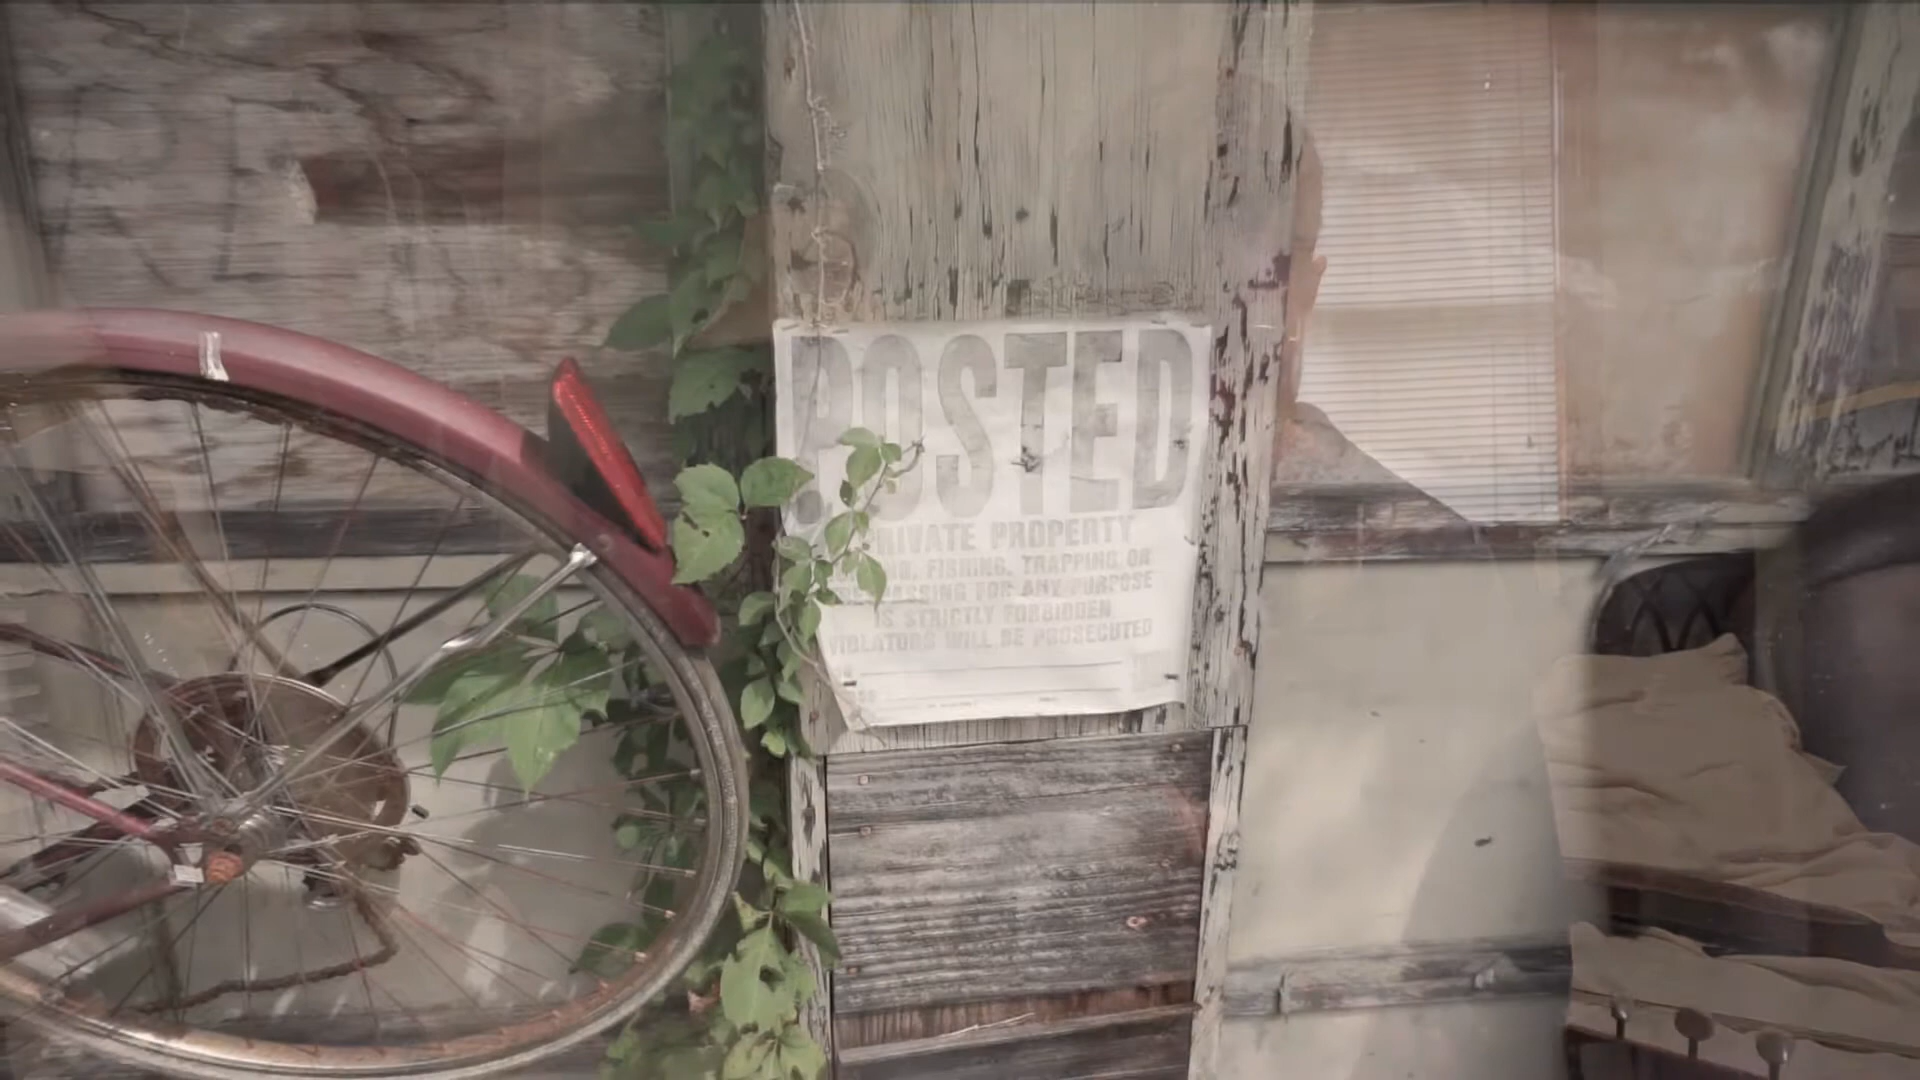 POSTED
PRIVATE PROPERTY
FISHING, TRAPPING OR
FOR ANY PURPOSE
IS STRICTLY FORBIDDEN
VIOLATORS WILL BE PROSECUTED